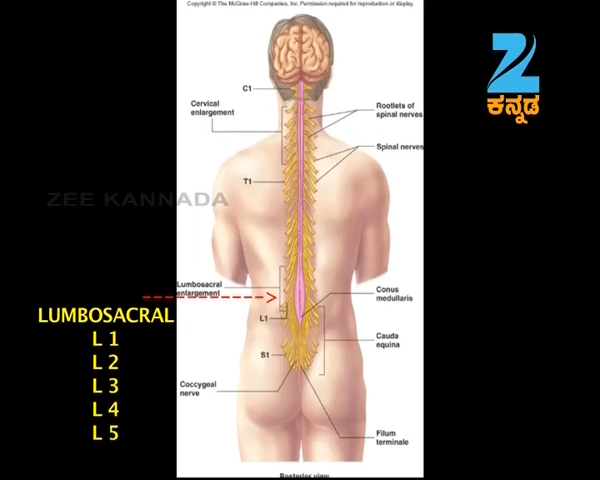 Copyright © The McGraw-Hill Companies, Inc. Permission required for reproduction or display.
ಕನ್ನಡ
C1
Cervical
enlargement
Rootlets of
spinal nerves
Spinal nerves
T1
ZEE KANNADA
Lumbosacral
enlargement
Conus
medullaris
L1
LUMBOSACRAL
L 1
L 2
L 3
L 4
L 5
Cauda
equina
S1
Coccygeal
nerve
Filum
terminale
Posterior view